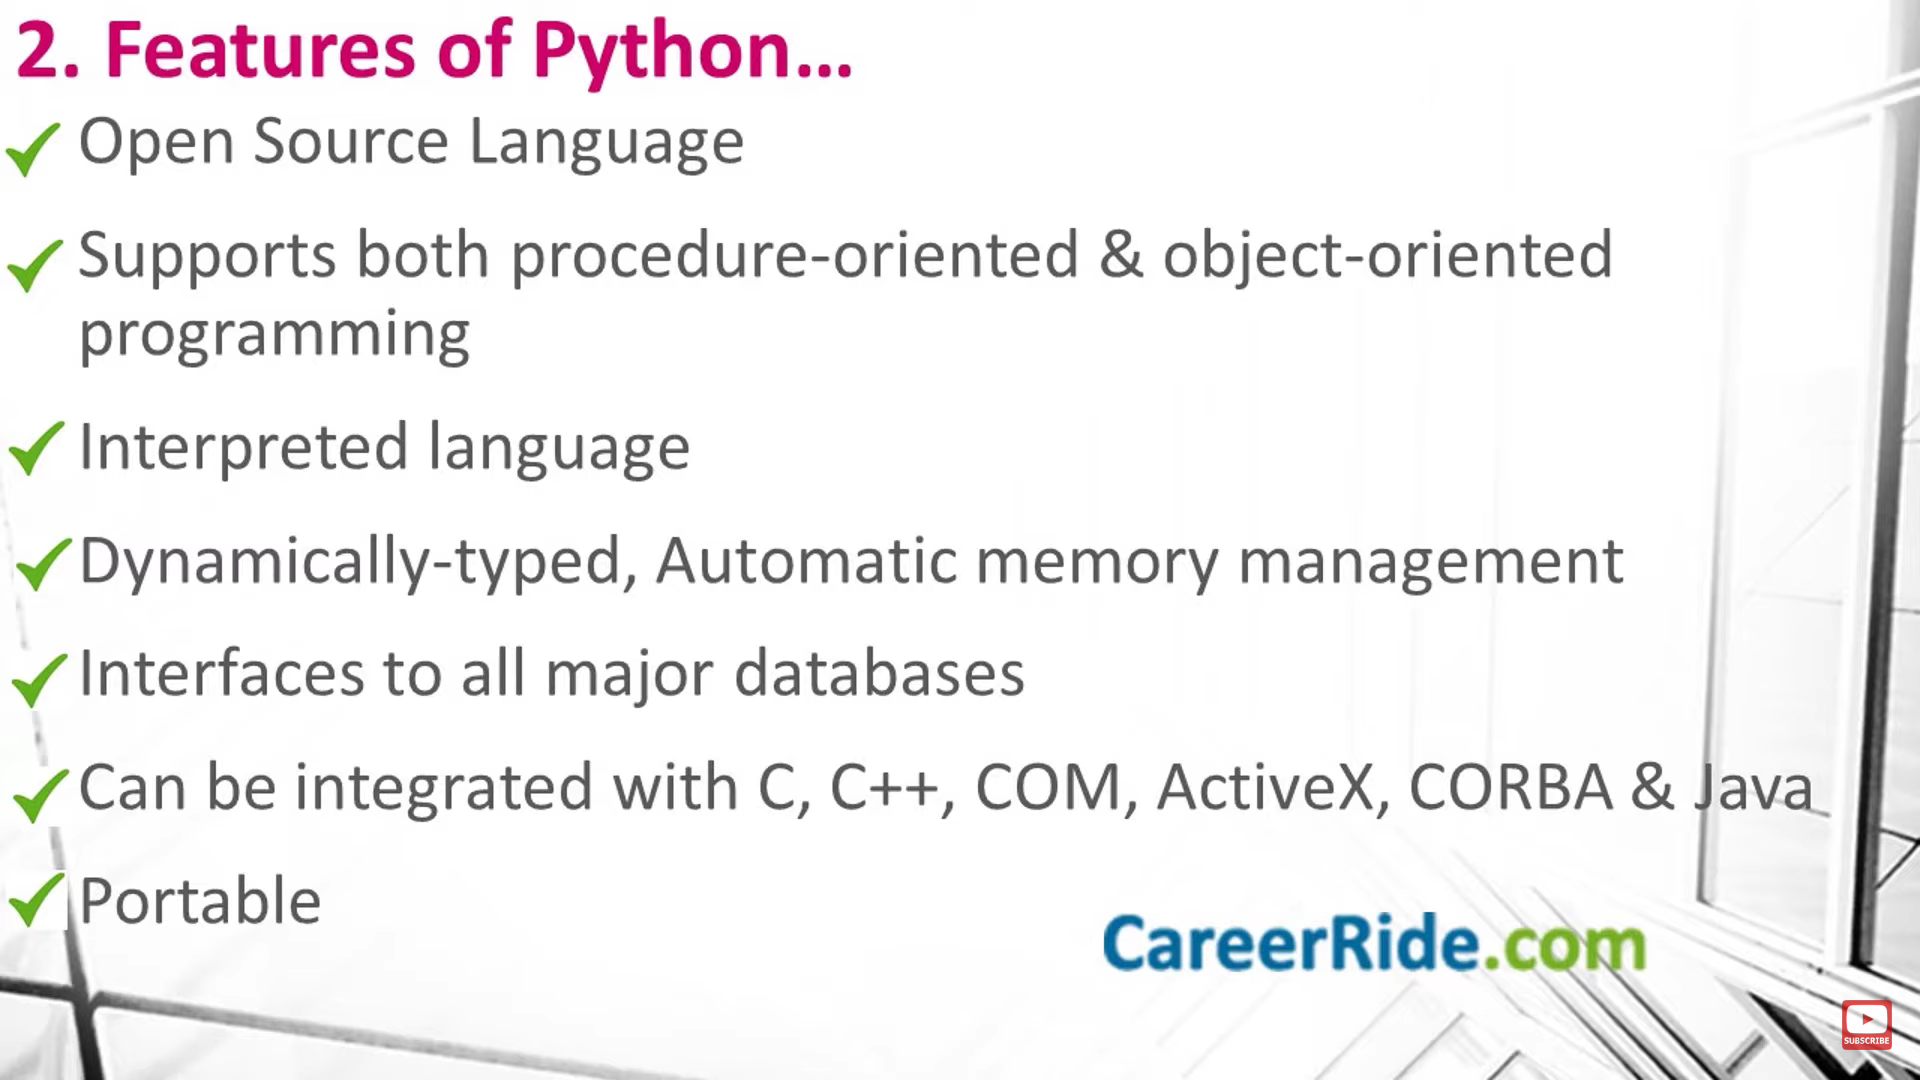 2. Features of Python...
Open Source Language
Supports both procedure-oriented & object-oriented
programming
Interpreted language
Dynamically-typed, Automatic memory management
Interfaces to all major databases
Can be integrated with C, C++, COM, ActiveX, CORBA & Java
Portable
CareerRide.com
SUBSCRIBE